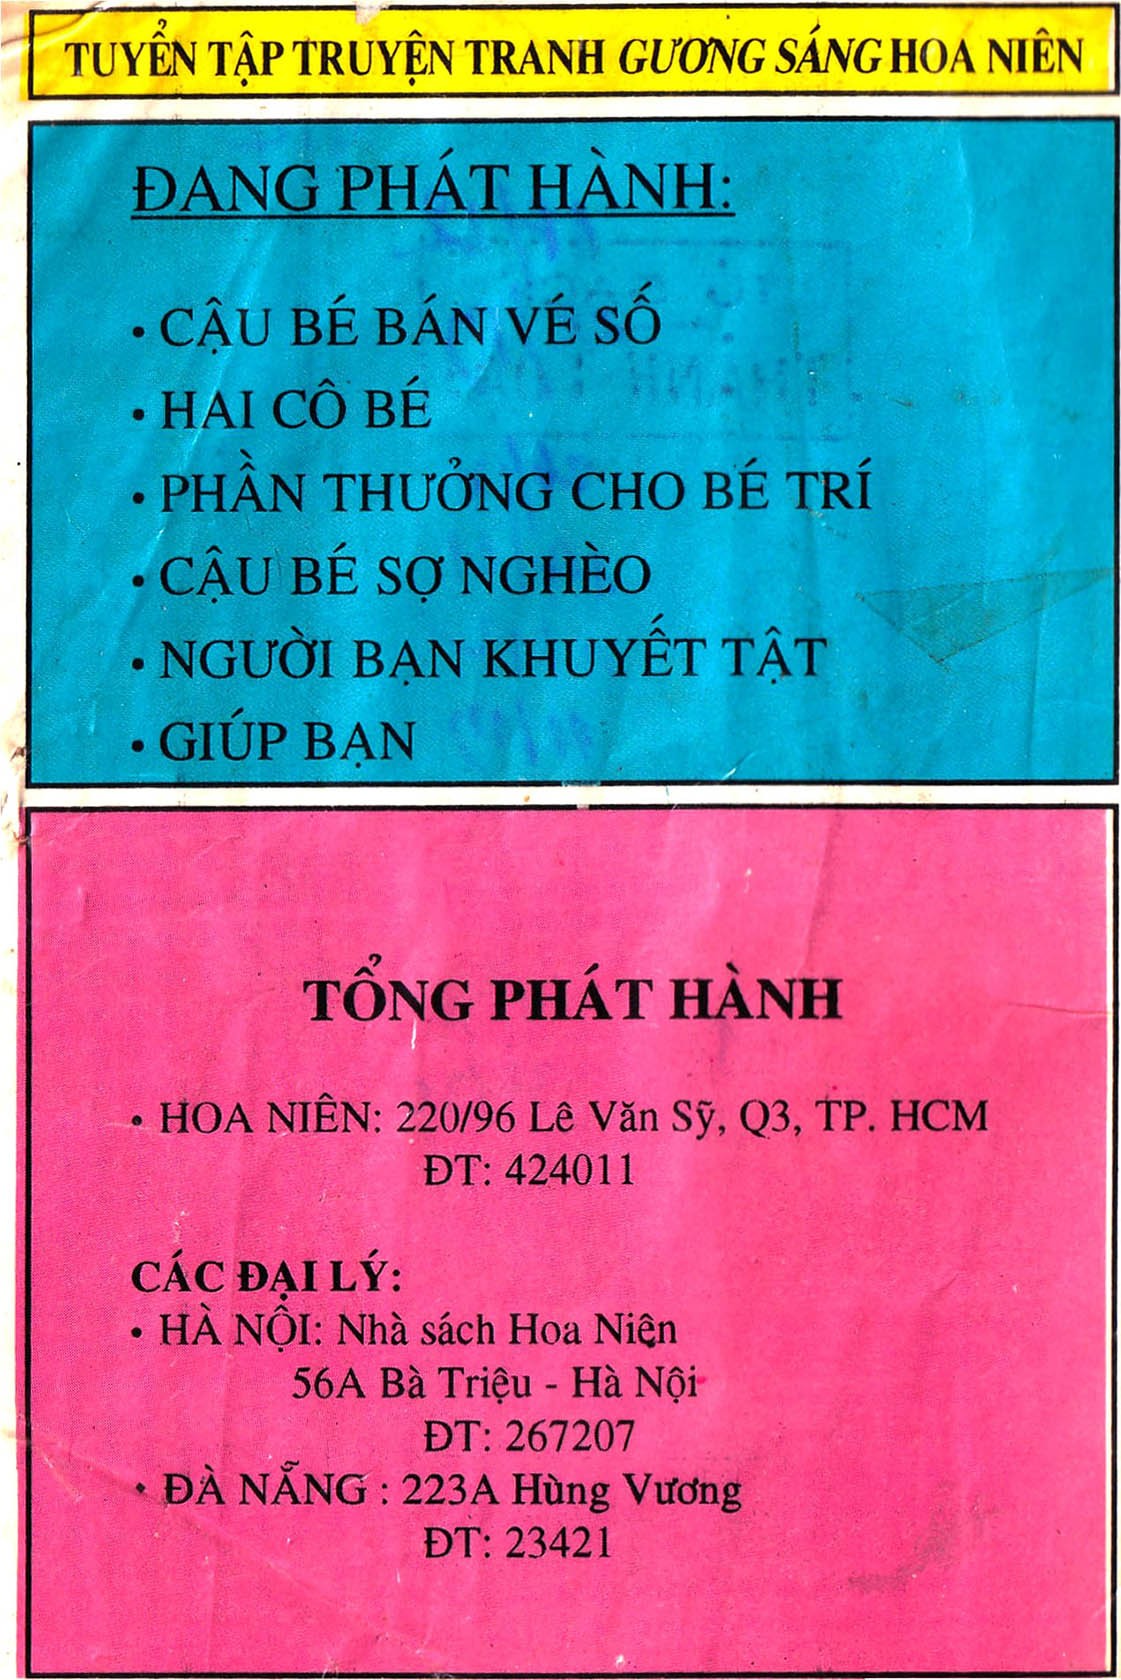 TUYỂN TẬP TRUYỆN TRANH GƯƠNG SÁNG HOA NIÊN
ĐANG PHÁT HÀNH:
• CẬU BÉ BÁN VÉ SỐ
• HAI CÔ BÉ
• PHẦN THƯỞNG CHO BÉ TRÍ
• CẬU BÉ SỢ NGHÈO
• NGƯỜI BẠN KHUYẾT TẬT
• GIÚP BẠN
TỔNG PHÁT HÀNH
• HOA NIÊN: 220/96 Lê Văn Sỹ, Q3, TP. HCM
ĐT: 424011
CÁC ĐẠI LÝ:
• HÀ NỘI: Nhà sách Hoa Niên
56A Bà Triệu - Hà Nội
ĐT: 267207
• ĐÀ NẴNG : 223A Hùng Vương
ĐT: 23421